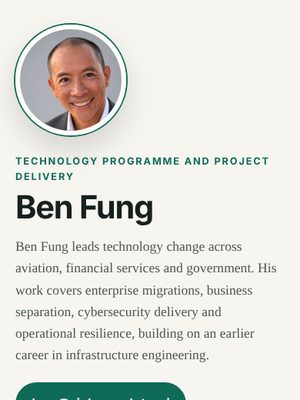 TECHNOLOGY PROGRAMME AND PROJECT
DELIVERY
Ben Fung
Ben Fung leads technology change across
aviation, financial services and government. His
work covers enterprise migrations, business
separation, cybersecurity delivery and
operational resilience, building on an earlier
career in infrastructure engineering.